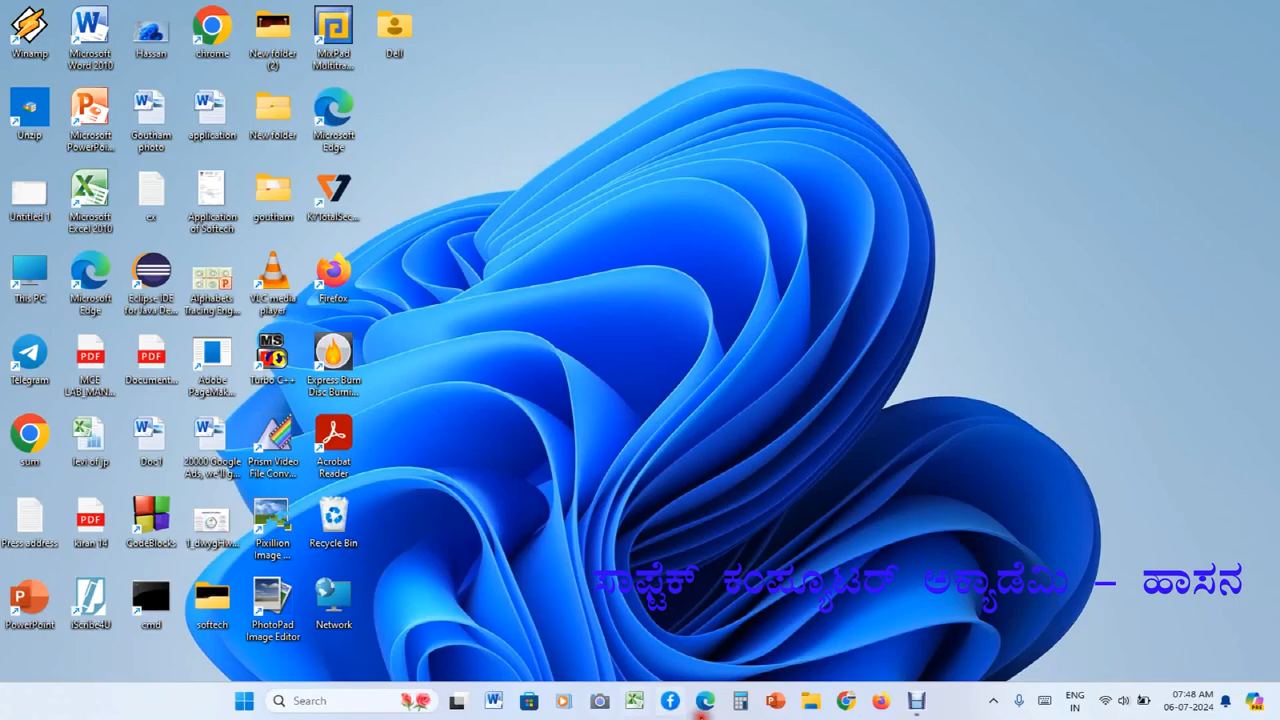 Winamp
Microsoft Word 2010
Hassan
chrome
New folder (2)
MixPad Multitra...
Dell
Unzip
Microsoft PowerPoi...
Goutham photo
application
New folder
Microsoft Edge
Untitled 1
Microsoft Excel 2010
ex
Application of Softech
goutham
K7TotalSec...
This PC
Microsoft Edge
Eclipse IDE for Java De...
Alphabets Tracing Eng...
VLC media player
Firefox
Telegram
MCE LAB_MAN...
Document...
Adobe PageMak...
Turbo C++
Express Burn Disc Burni...
sum
levi of jp
Doc1
20000 Google Ads, we'll g...
Prism Video File Conv...
Acrobat Reader
Press address
kiran 14
CodeBlocks
1_dwygHw...
Pixillion Image ...
Recycle Bin
PowerPoint
iScribe4U
cmd
softech
PhotoPad Image Editor
Network
ಸಾಫ್ಟೆಕ್ ಕಂಪ್ಯೂಟರ್ ಅಕ್ಯಾಡೆಮಿ – ಹಾಸನ
Search
ENG
IN
07:48 AM
06-07-2024